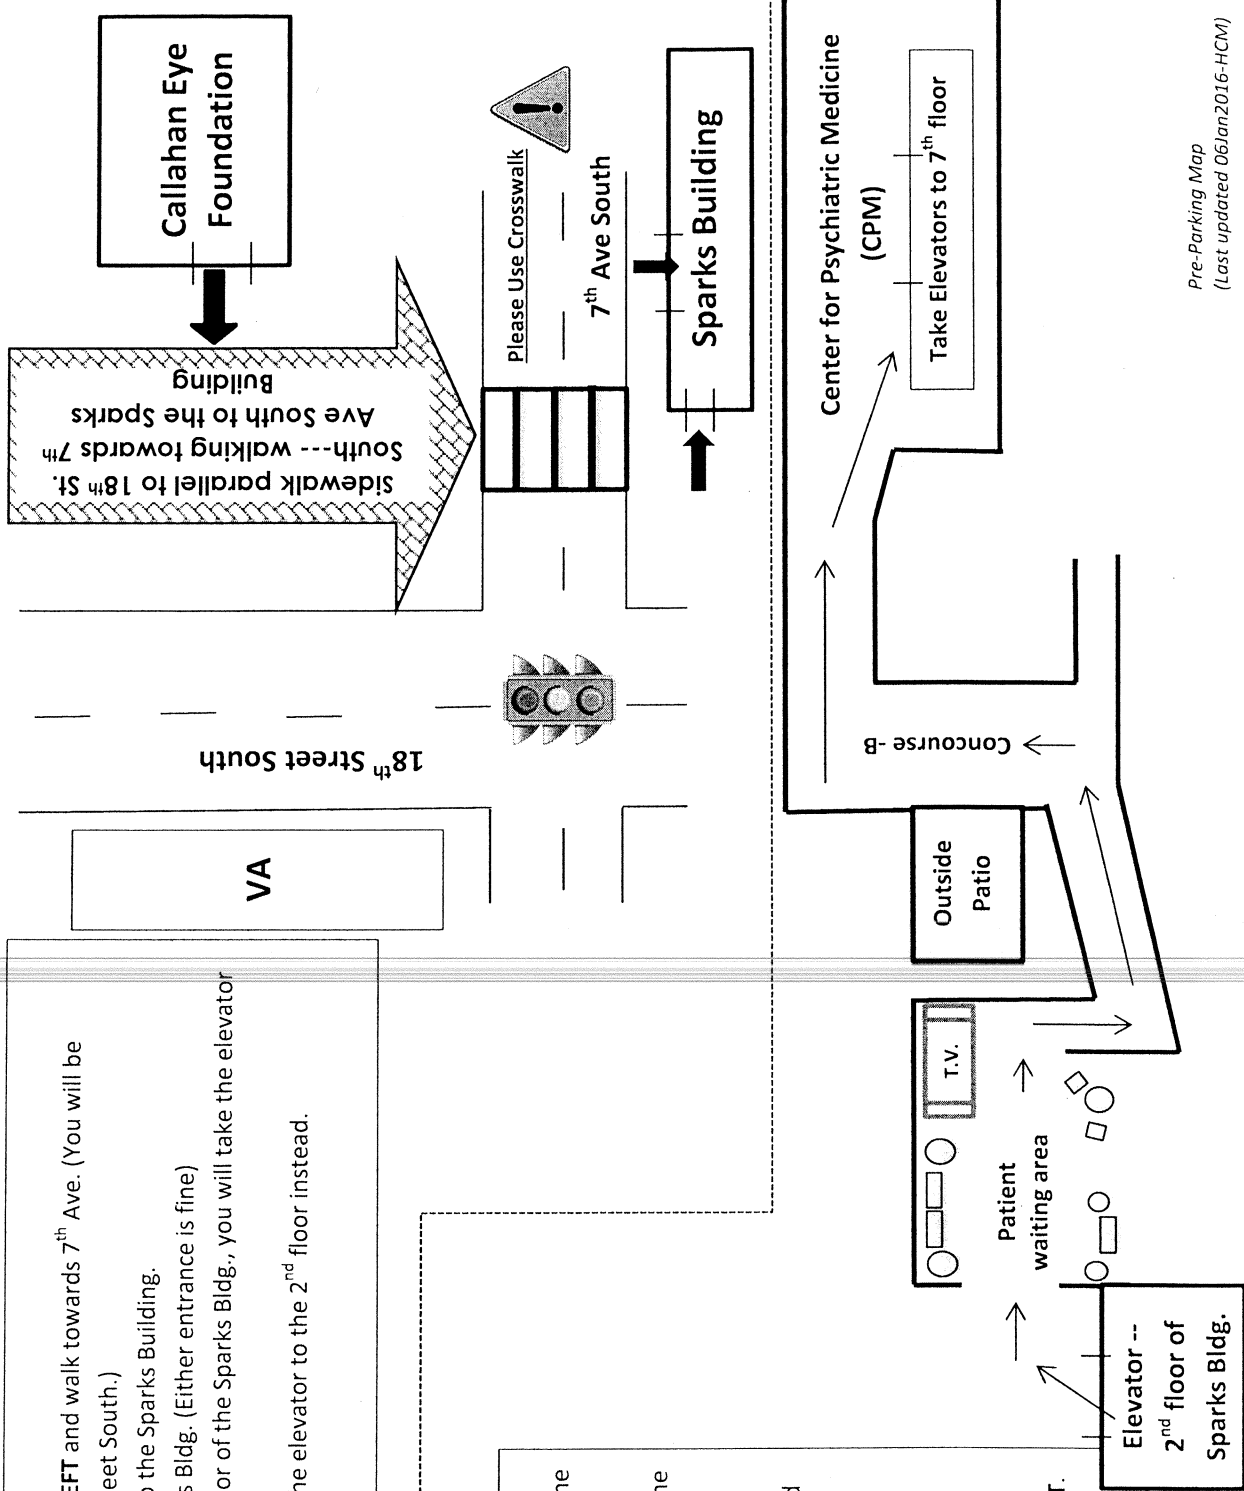 EFT and walk towards 7th Ave. (You will be
eet South.)
o the Sparks Building.
s Bldg. (Either entrance is fine)
or of the Sparks Bldg., you will take the elevator
ne elevator to the 2nd floor instead.
VA
18th Street South
Sidewalk parallel to 18th St.
South --- walking towards 7th
Ave South to the Sparks
Building
Callahan Eye
Foundation
Please Use Crosswalk
7th Ave South
Sparks Building
ne
ne
d
T.
Elevator --
2nd floor of
Sparks Bldg.
Patient
waiting area
T.V.
Outside
Patio
Concourse -B
Center for Psychiatric Medicine
(CPM)
Take Elevators to 7th floor
Pre-Parking Map
(Last updated 06Jan2016-HCM)